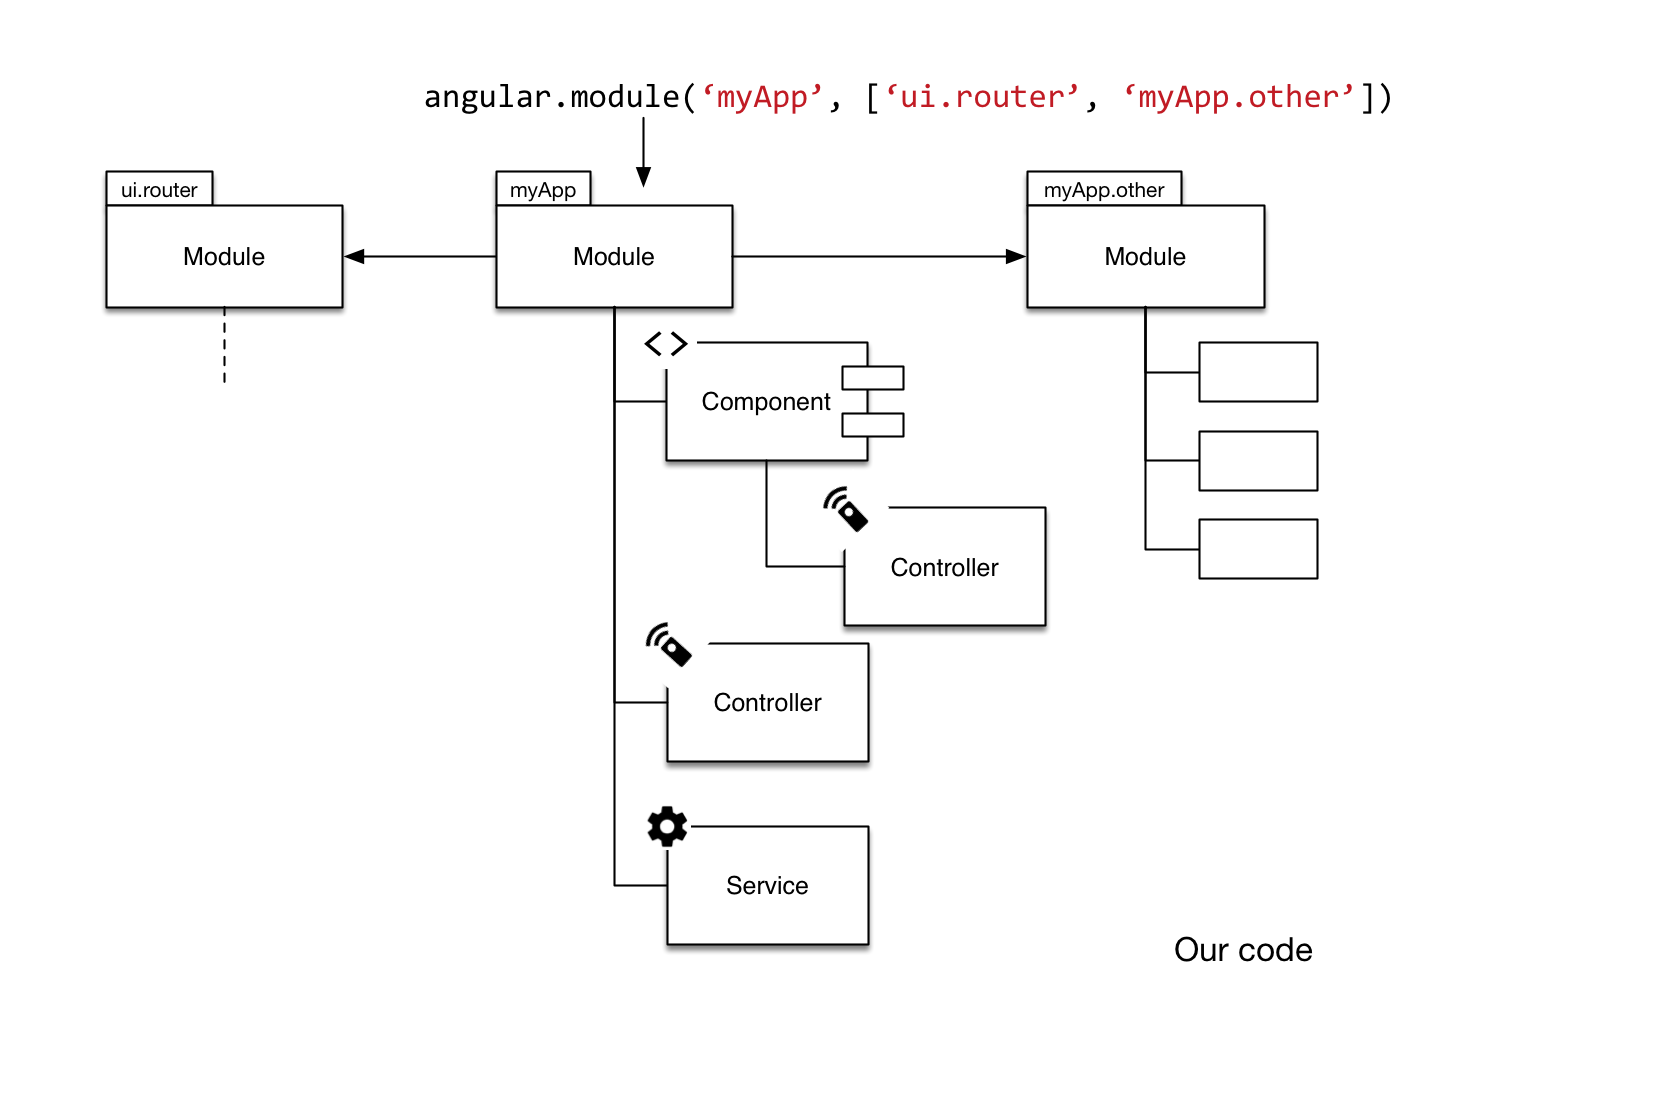 angular.module(‘myApp’, [‘ui.router’, ‘myApp.other’])
ui.router
myApp
myApp.other
Module
Module
Module
Component
Controller
Controller
Service
Our code